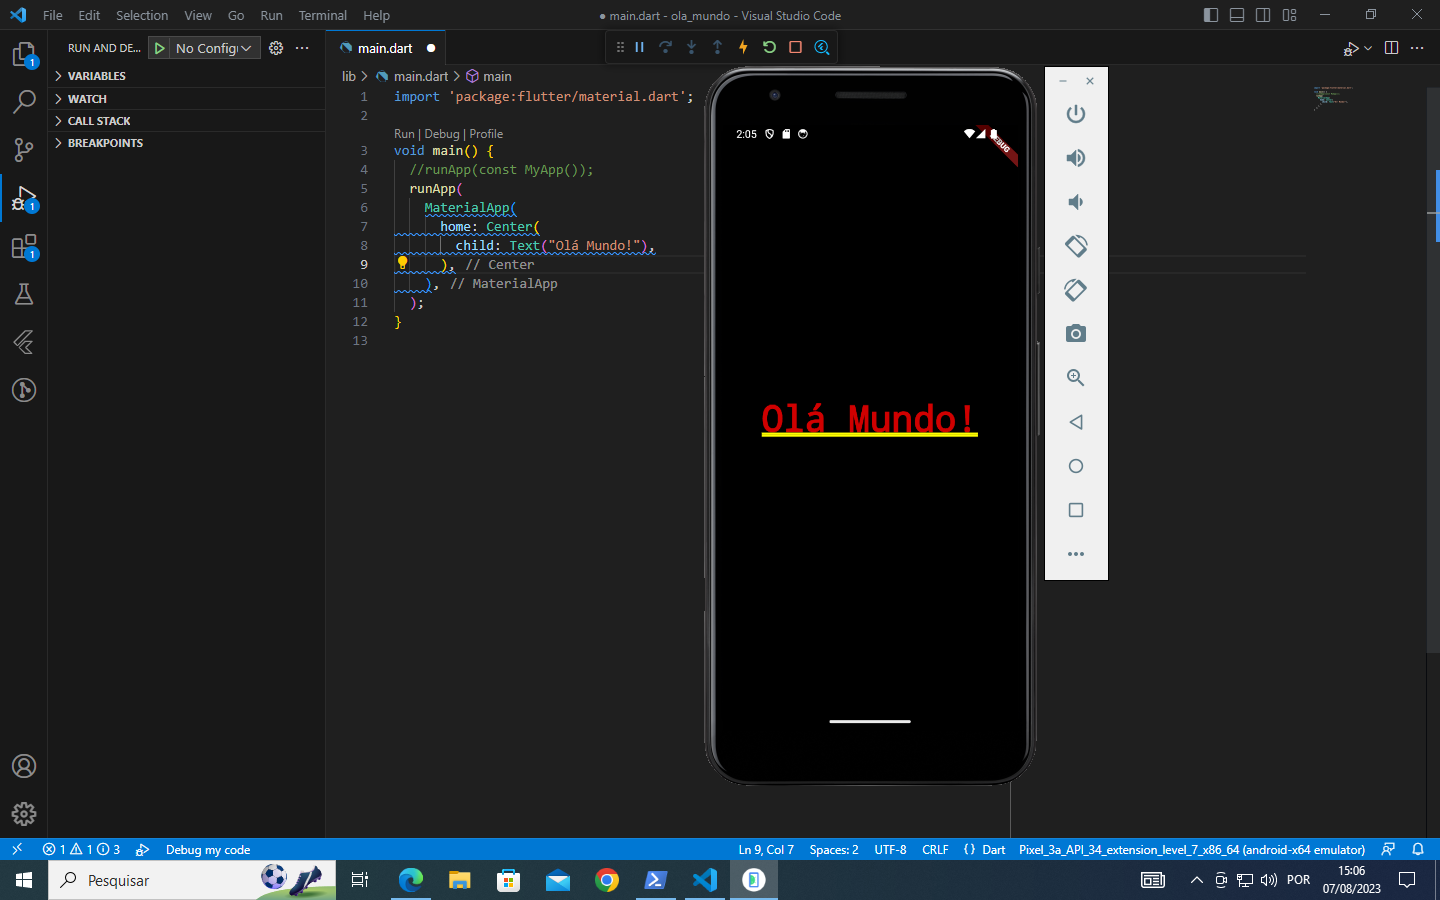 File Edit Selection View Go Run Terminal Help
● main.dart - ola_mundo - Visual Studio Code
RUN AND DE... No Config
main.dart
VARIABLES
WATCH
CALL STACK
BREAKPOINTS
lib > main.dart > main
1 import 'package:flutter/material.dart';
2
Run | Debug | Profile
3 void main() {
4 //runApp(const MyApp());
5 runApp(
6 MaterialApp(
7 home: Center(
8 child: Text("Olá Mundo!"),
9 ), // Center
10 ), // MaterialApp
11 );
12 }
13
2:05
DEBUG
Olá Mundo!
1
1
1
1 1 3 Debug my code
Ln 9, Col 7 Spaces: 2 UTF-8 CRLF {} Dart Pixel_3a_API_34_extension_level_7_x86_64 (android-x64 emulator)
Pesquisar
POR
15:06
07/08/2023